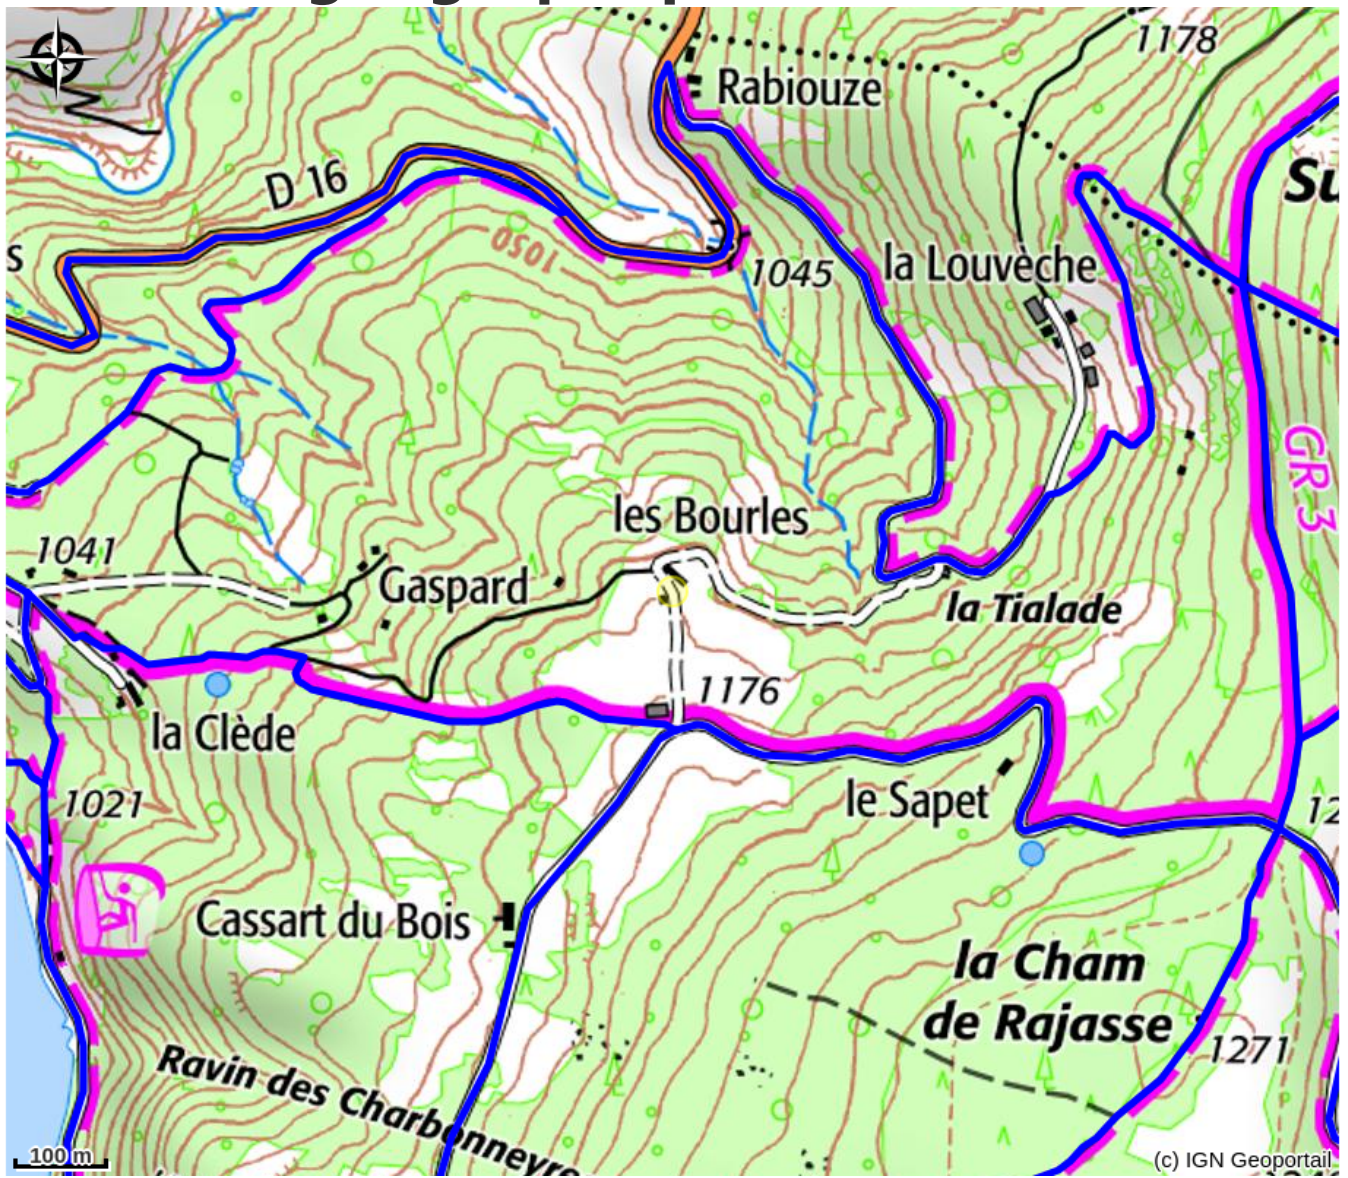 1178
Rabiouze
D 16
Su
s
1050
1045
la Louvèche
GR 3
les Bourles
1041
Gaspard
la Tialade
1176
la Clède
1021
le Sapet
12
Cassart du Bois
la Cham
de Rajasse
1271
Ravin des Charbonneyre
100 m
(c) IGN Geoportail